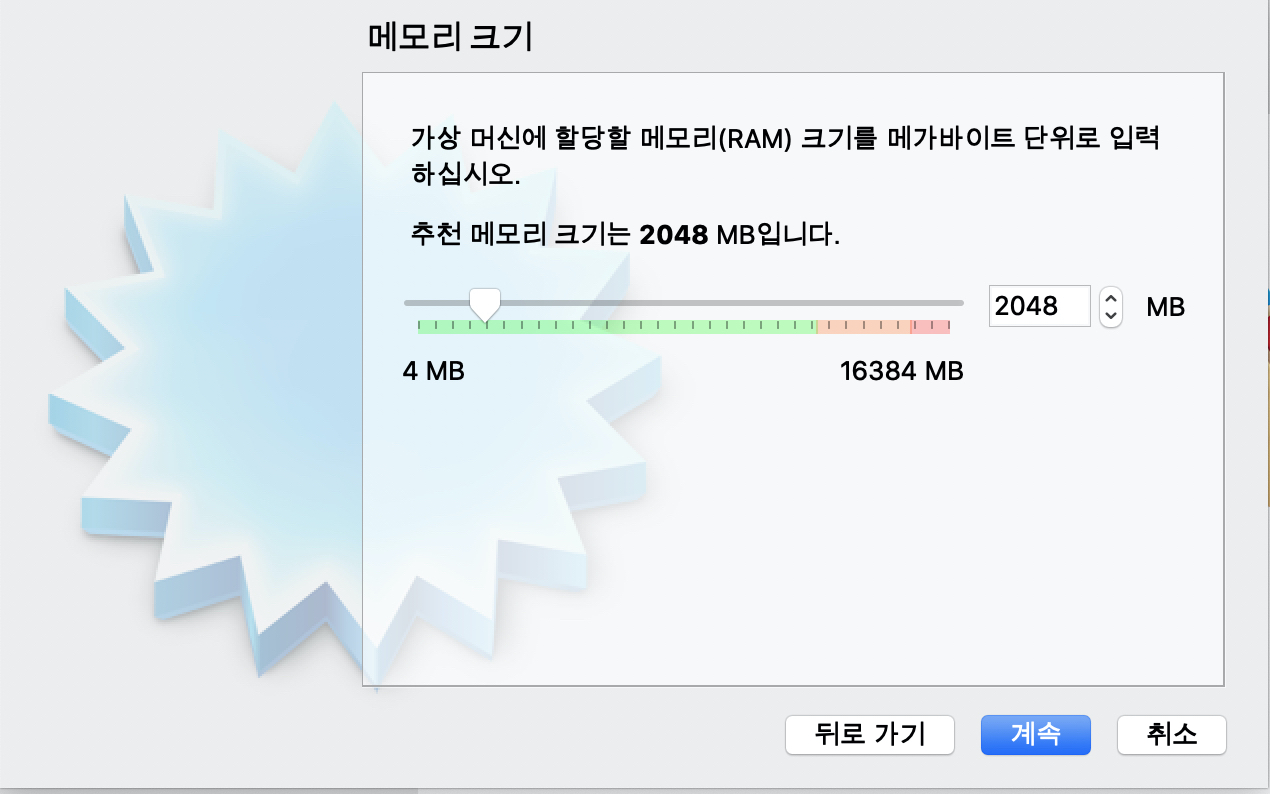 메모리 크기
가상 머신에 할당할 메모리(RAM) 크기를 메가바이트 단위로 입력
하십시오.
추천 메모리 크기는 2048 MB입니다.
2048 MB
4 MB 16384 MB
뒤로 가기 계속 취소